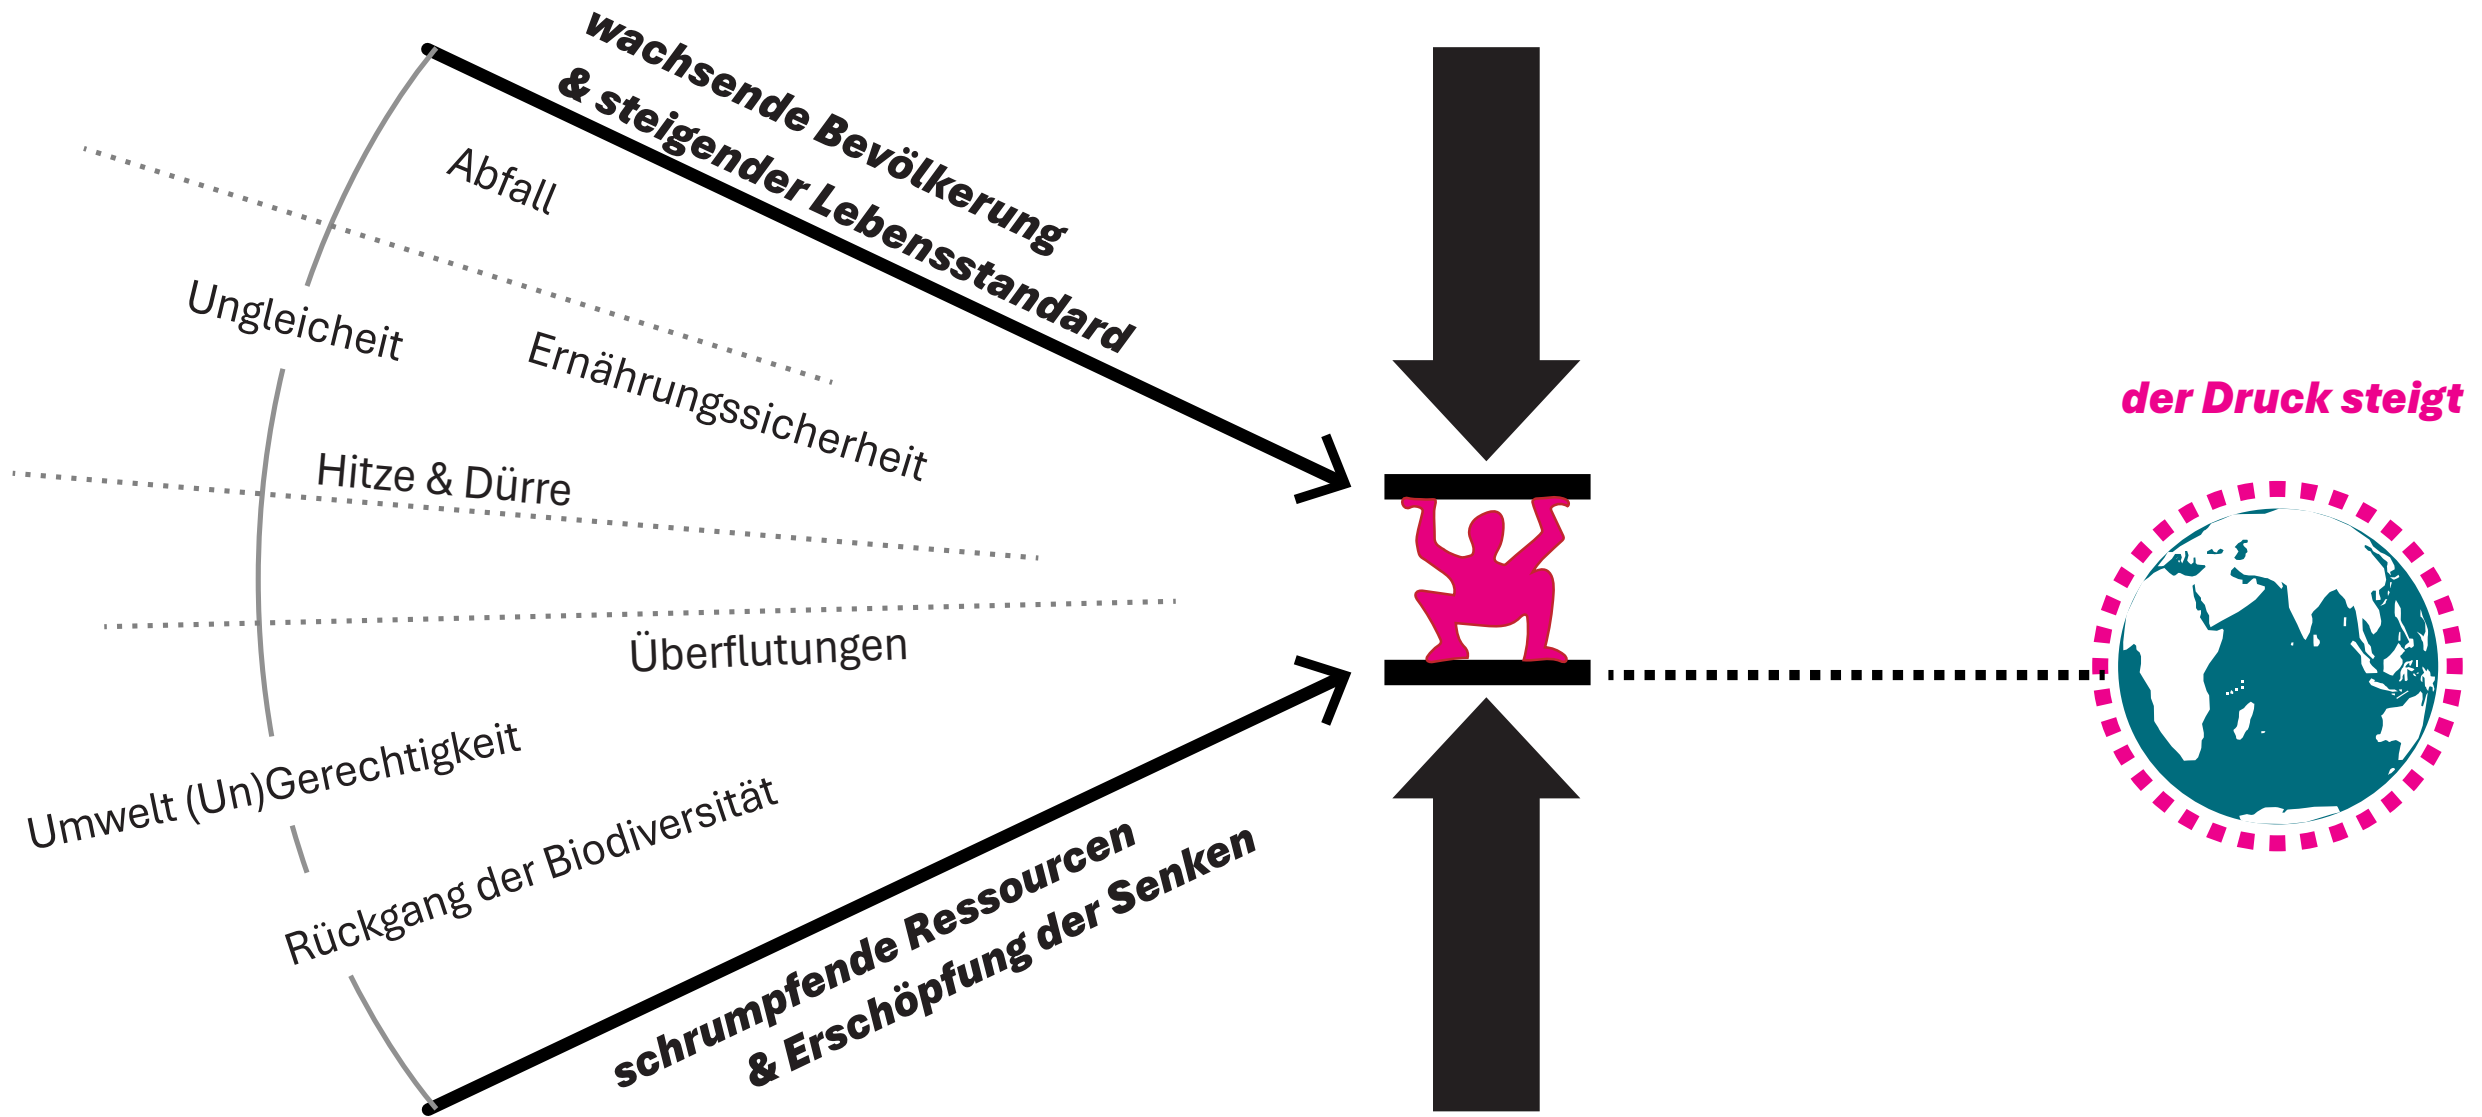 wachsende Bevölkerung
& steigender Lebensstandard
Abfall
Ungleicheit
Ernährungssicherheit
der Druck steigt
Hitze & Dürre
Überflutungen
Umwelt (Un)Gerechtigkeit
Rückgang der Biodiversität
schrumpfende Ressourcen
& Erschöpfung der Senken